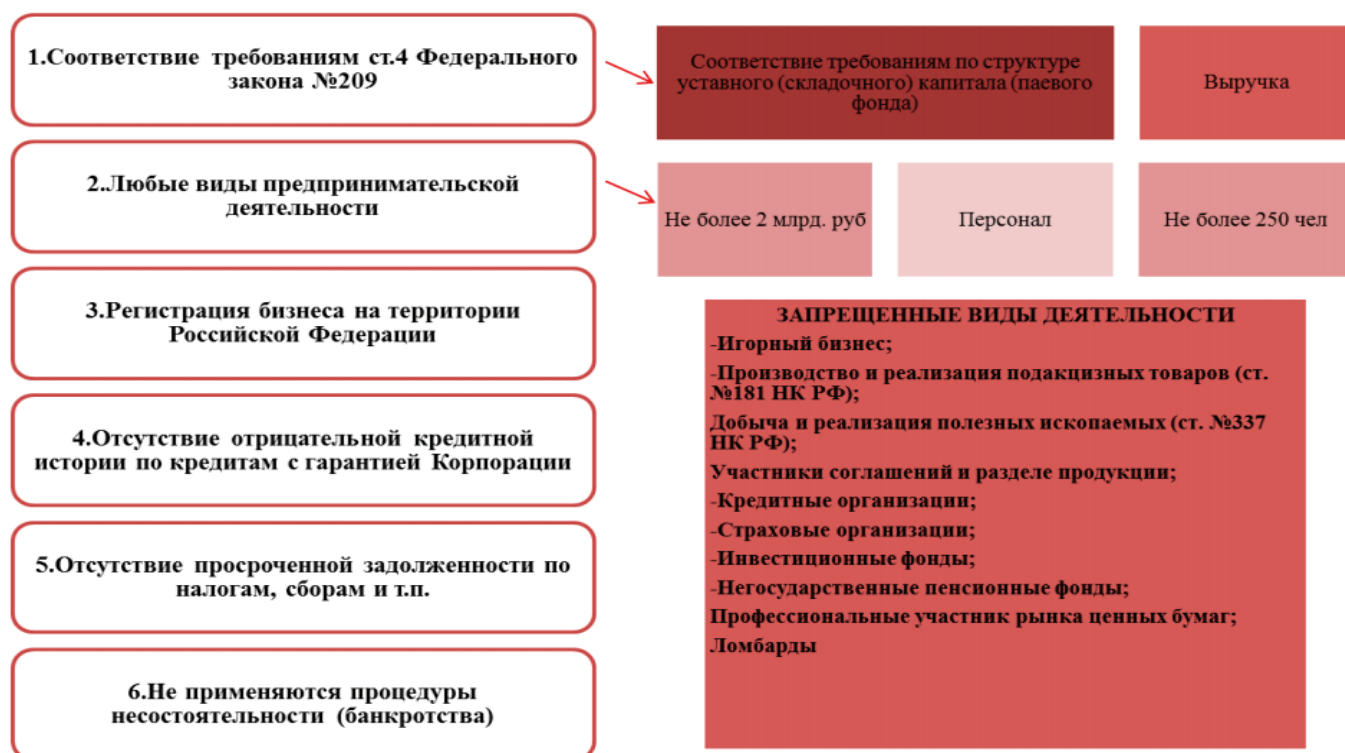 1.Соответствие требованиям ст.4 Федерального
закона №209
2.Любые виды предпринимательской
деятельности
3.Регистрация бизнеса на территории
Российской Федерации
4.Отсутствие отрицательной кредитной
истории по кредитам с гарантией Корпорации
5.Отсутствие просроченной задолженности по
налогам, сборам и т.п.
6.Не применяются процедуры
несостоятельности (банкротства)
Соответствие требованиям по структуре
уставного (складочного) капитала (паевого
фонда)
Выручка
Не более 2 млрд. руб
Персонал
Не более 250 чел
ЗАПРЕЩЕННЫЕ ВИДЫ ДЕЯТЕЛЬНОСТИ
-Игорный бизнес;
-Производство и реализация подакцизных товаров (ст.
№181 НК РФ);
Добыча и реализация полезных ископаемых (ст. №337
НК РФ);
Участники соглашений и разделе продукции;
-Кредитные организации;
-Страховые организации;
-Инвестиционные фонды;
-Негосударственные пенсионные фонды;
Профессиональные участник рынка ценных бумаг;
Ломбарды